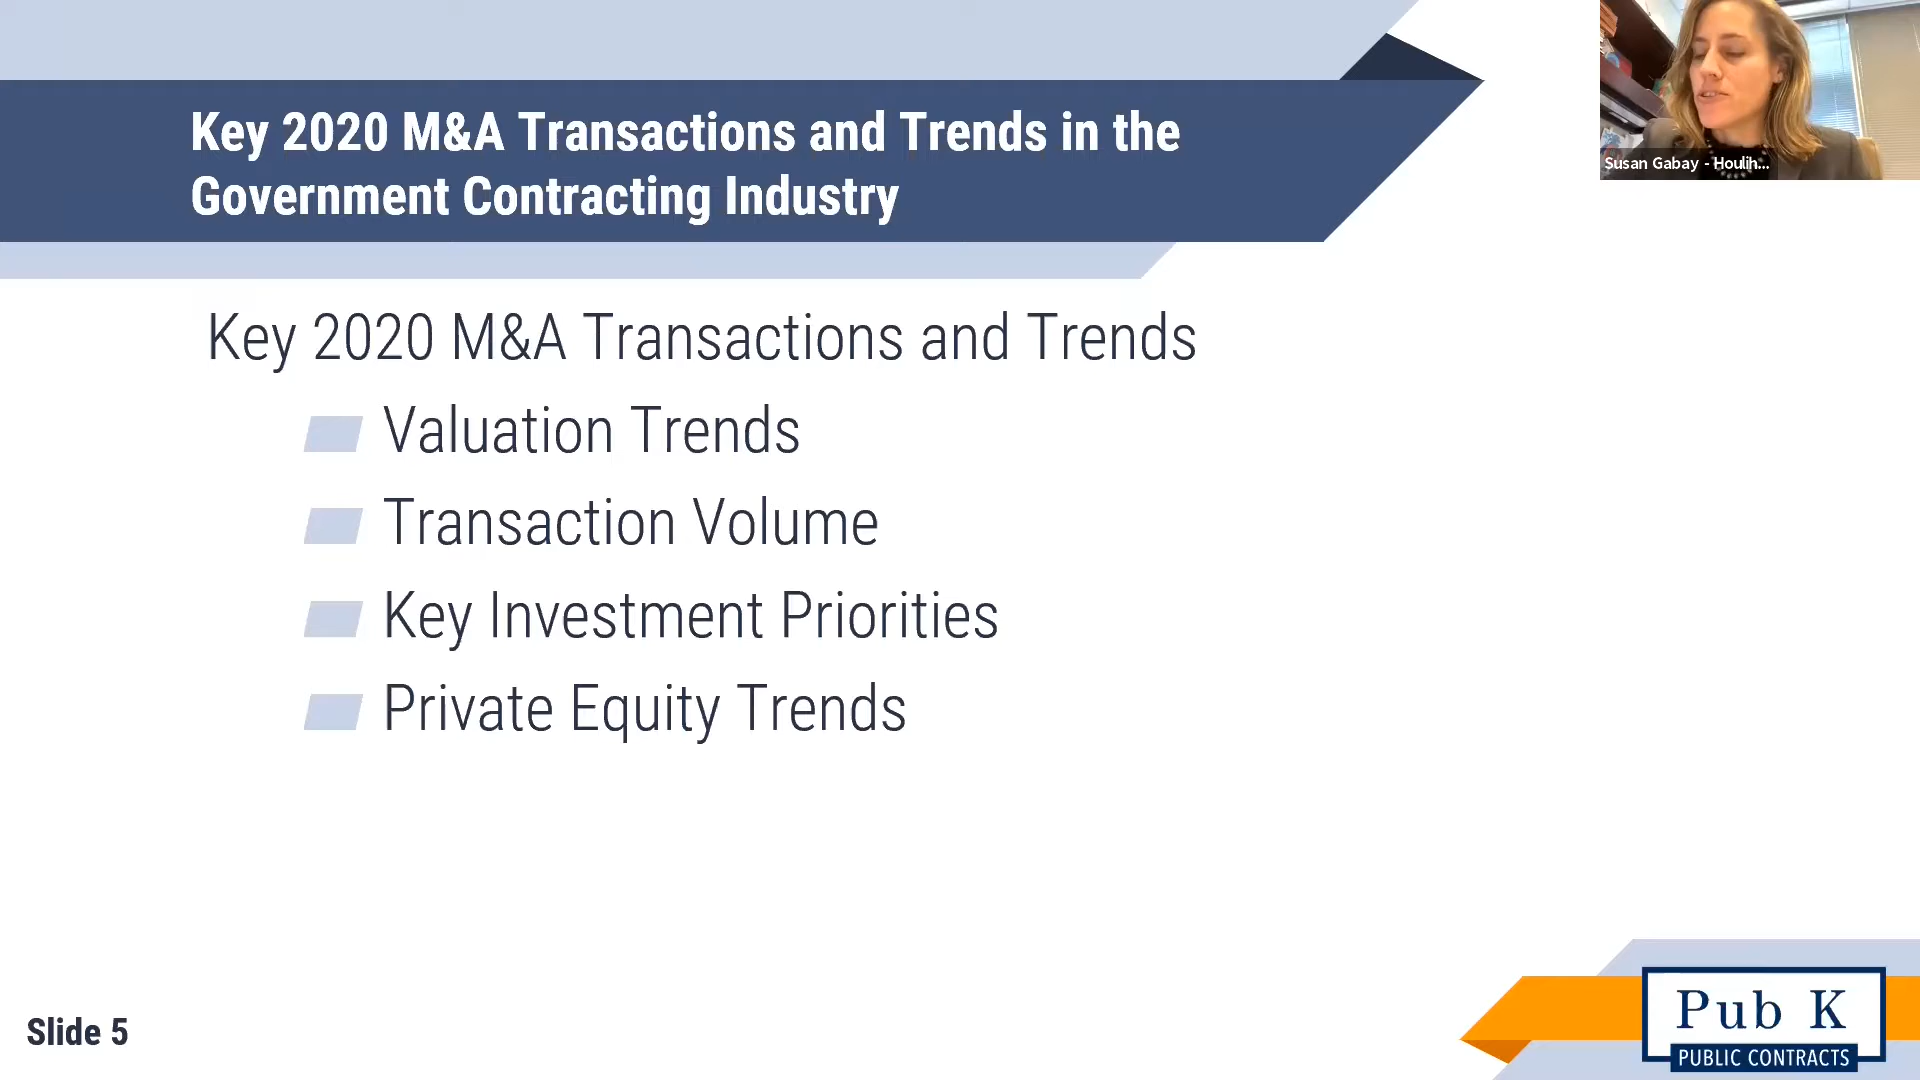 Key 2020 M&A Transactions and Trends in the
Government Contracting Industry
Susan Gabay - Houlih...
Key 2020 M&A Transactions and Trends
Valuation Trends
Transaction Volume
Key Investment Priorities
Private Equity Trends
Slide 5
Pub K
PUBLIC CONTRACTS